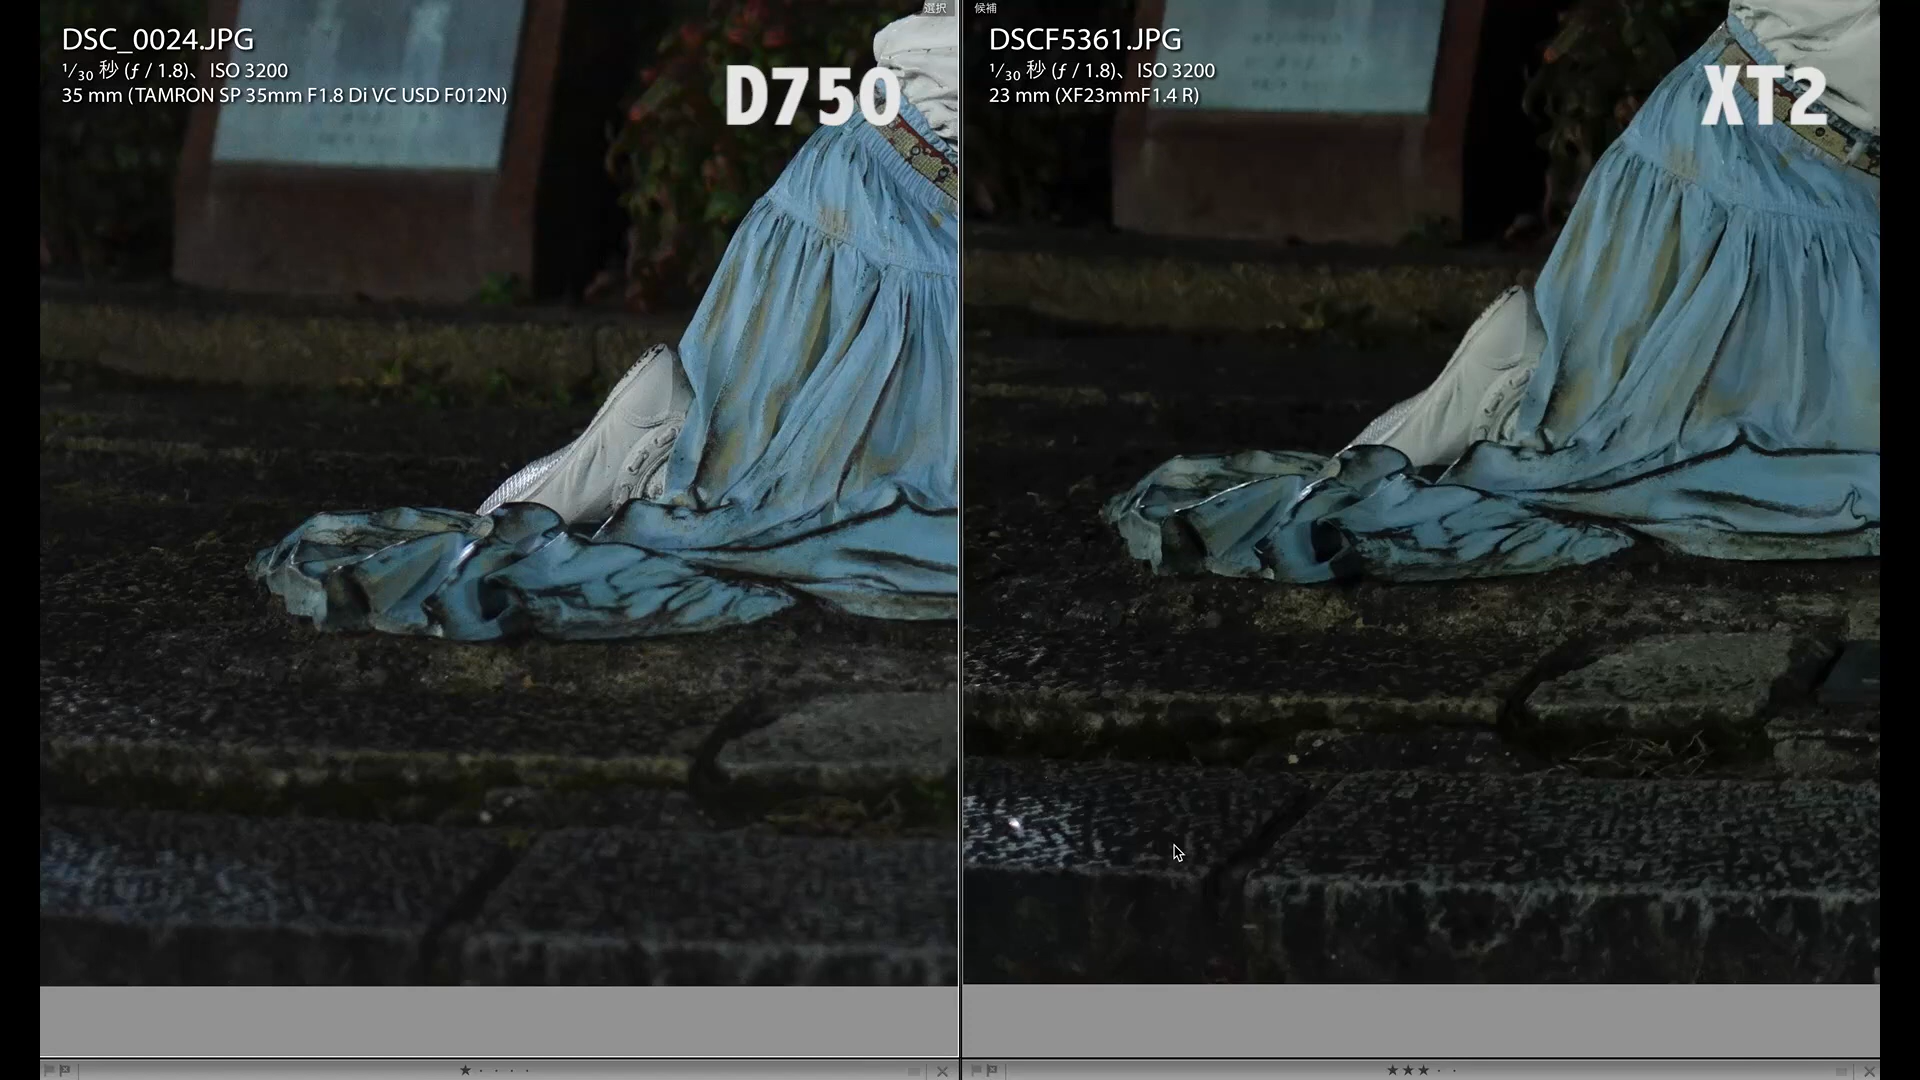 選択
DSC_0024.JPG
1/30 秒 (ƒ / 1.8)、ISO 3200
35 mm (TAMRON SP 35mm F1.8 Di VC USD F012N)
D750
候補
DSCF5361.JPG
1/30 秒 (ƒ / 1.8)、ISO 3200
23 mm (XF23mmF1.4 R)
XT2